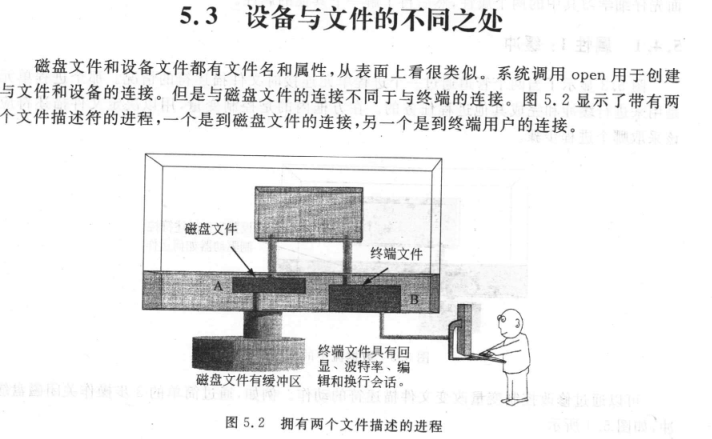 5.3 设备与文件的不同之处
磁盘文件和设备文件都有文件名和属性,从表面上看很类似。系统调用 open 用于创建
与文件和设备的连接。但是与磁盘文件的连接不同于与终端的连接。图 5.2 显示了带有两
个文件描述符的进程,一个是到磁盘文件的连接,另一个是到终端用户的连接。
磁盘文件
终端文件
A
B
磁盘文件有缓冲区
终端文件具有回
显、波特率、编
辑和换行会话。
图 5.2 拥有两个文件描述的进程